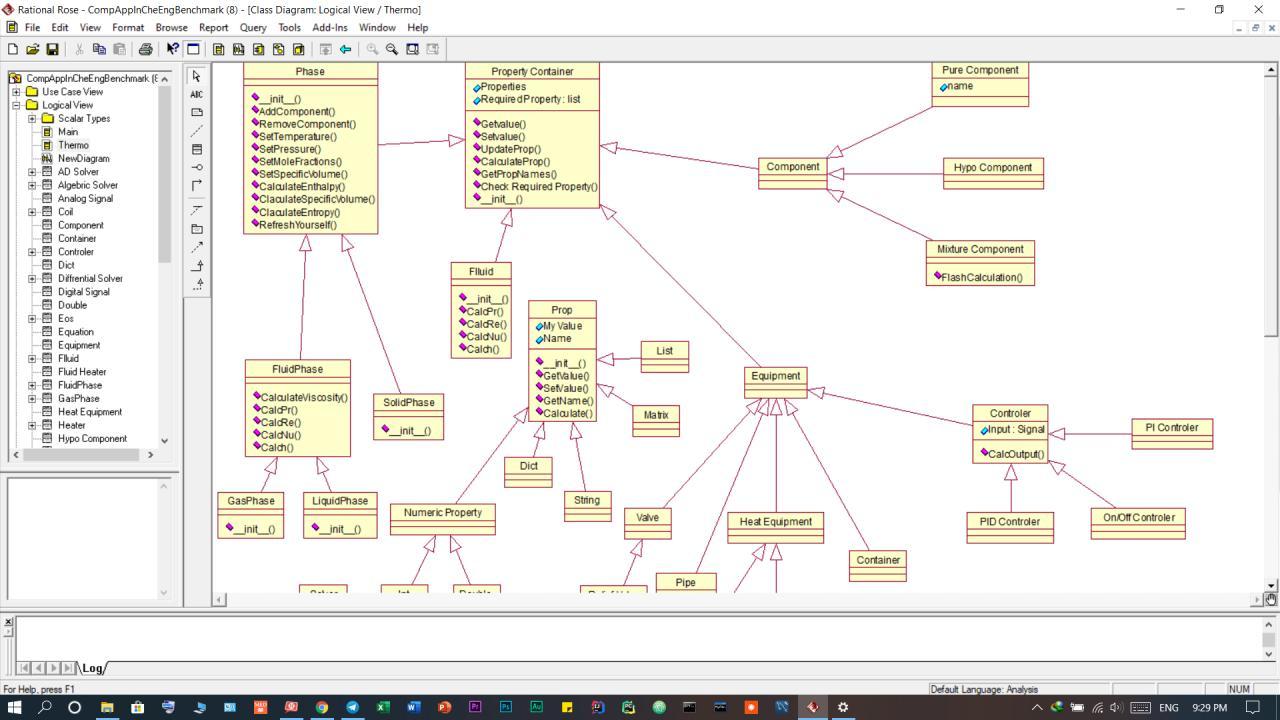 Rational Rose - CompAppInCheEngBenchmark (8) - [Class Diagram: Logical View / Thermo]
File Edit View Format Browse Report Query Tools Add-Ins Window Help
CompAppInCheEngBenchmark (8
Use Case View
Logical View
Scalar Types
Main
Thermo
NewDiagram
AD Solver
Algebric Solver
Analog Signal
Coil
Component
Container
Controler
Dict
Diffrential Solver
Digital Signal
Double
Eos
Equation
Equipment
Flluid
Fluid Heater
FluidPhase
GasPhase
Heat Equipment
Heater
Hypo Component
ABC
Phase
__init__()
AddComponent()
RemoveComponent()
SetTemperature()
SetPressure()
SetMoleFractions()
SetSpecificVolume()
CalculateEnthalpy()
ClaculateSpecificVolume()
ClaculateEntropy()
RefreshYourself()
Property Container
Properties
RequiredProperty : list
Getvalue()
Setvalue()
UpdateProp()
CalculateProp()
GetPropNames()
Check Required Property()
__init__()
Pure Component
name
Component
Hypo Component
Mixture Component
FlashCalculation()
Flluid
__init__()
CalcPr()
CalcRe()
CalcNu()
Calch()
Prop
My Value
Name
__init__()
GetValue()
SetValue()
GetName()
Calculate()
List
Matrix
Equipment
FluidPhase
CalculateViscosity()
CalcPr()
CalcRe()
CalcNu()
Calch()
SolidPhase
__init__()
Controler
Input : Signal
CalcOutput()
PI Controler
Dict
String
GasPhase
__init__()
LiquidPhase
__init__()
Numeric Property
Valve
Heat Equipment
PID Controler
On/Off Controler
Container
Pipe
Solver
Int
Double
Log
For Help, press F1
Default Language: Analysis
NUM
ENG
9:29 PM